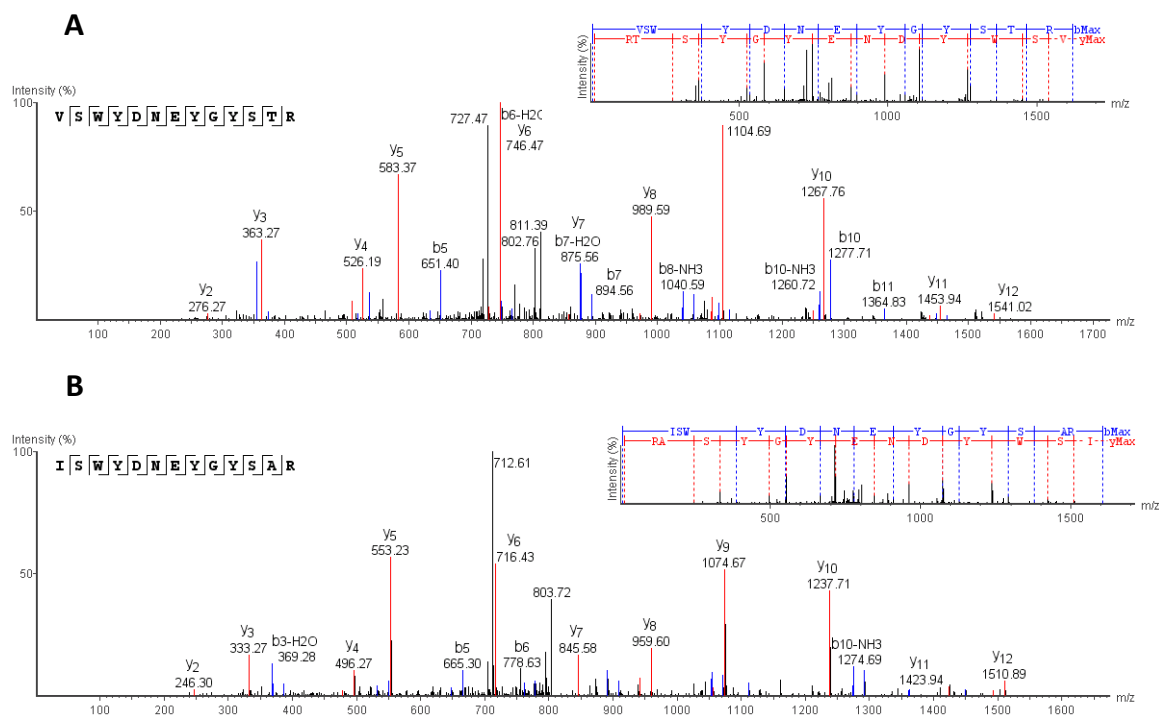 A
VSW Y D N E Y G Y S T R bMax
RT S Y G Y E N D Y W S V yMax
Intensity (%)
500 1000 1500
m/z
Intensity (%)
100
50
V S W Y D N E Y G Y S T R
y2
276.27
y3
363.27
y4
526.19
y5
583.37
b5
651.40
727.47
b6-H2O
y6
746.47
811.39
802.76
y7
b7-H2O
875.56
b7
894.56
y8
989.59
b8-NH3
1040.59
1104.69
y10
1267.76
b10-NH3
1260.72
b10
1277.71
b11
1364.83
y11
1453.94
y12
1541.02
100 200 300 400 500 600 700 800 900 1000 1100 1200 1300 1400 1500 1600 1700
m/z
B
ISW Y D N E Y G Y S AR bMax
RA S Y G Y E N D Y W S I yMax
Intensity (%)
500 1000 1500
m/z
Intensity (%)
100
50
I S W Y D N E Y G Y S A R
y2
246.30
y3
333.27
b3-H2O
369.28
y4
496.27
y5
553.23
b5
665.30
712.61
y6
716.43
b6
778.63
803.72
y7
845.58
y8
959.60
y9
1074.67
y10
1237.71
b10-NH3
1274.69
y11
1423.94
y12
1510.89
100 200 300 400 500 600 700 800 900 1000 1100 1200 1300 1400 1500 1600
m/z